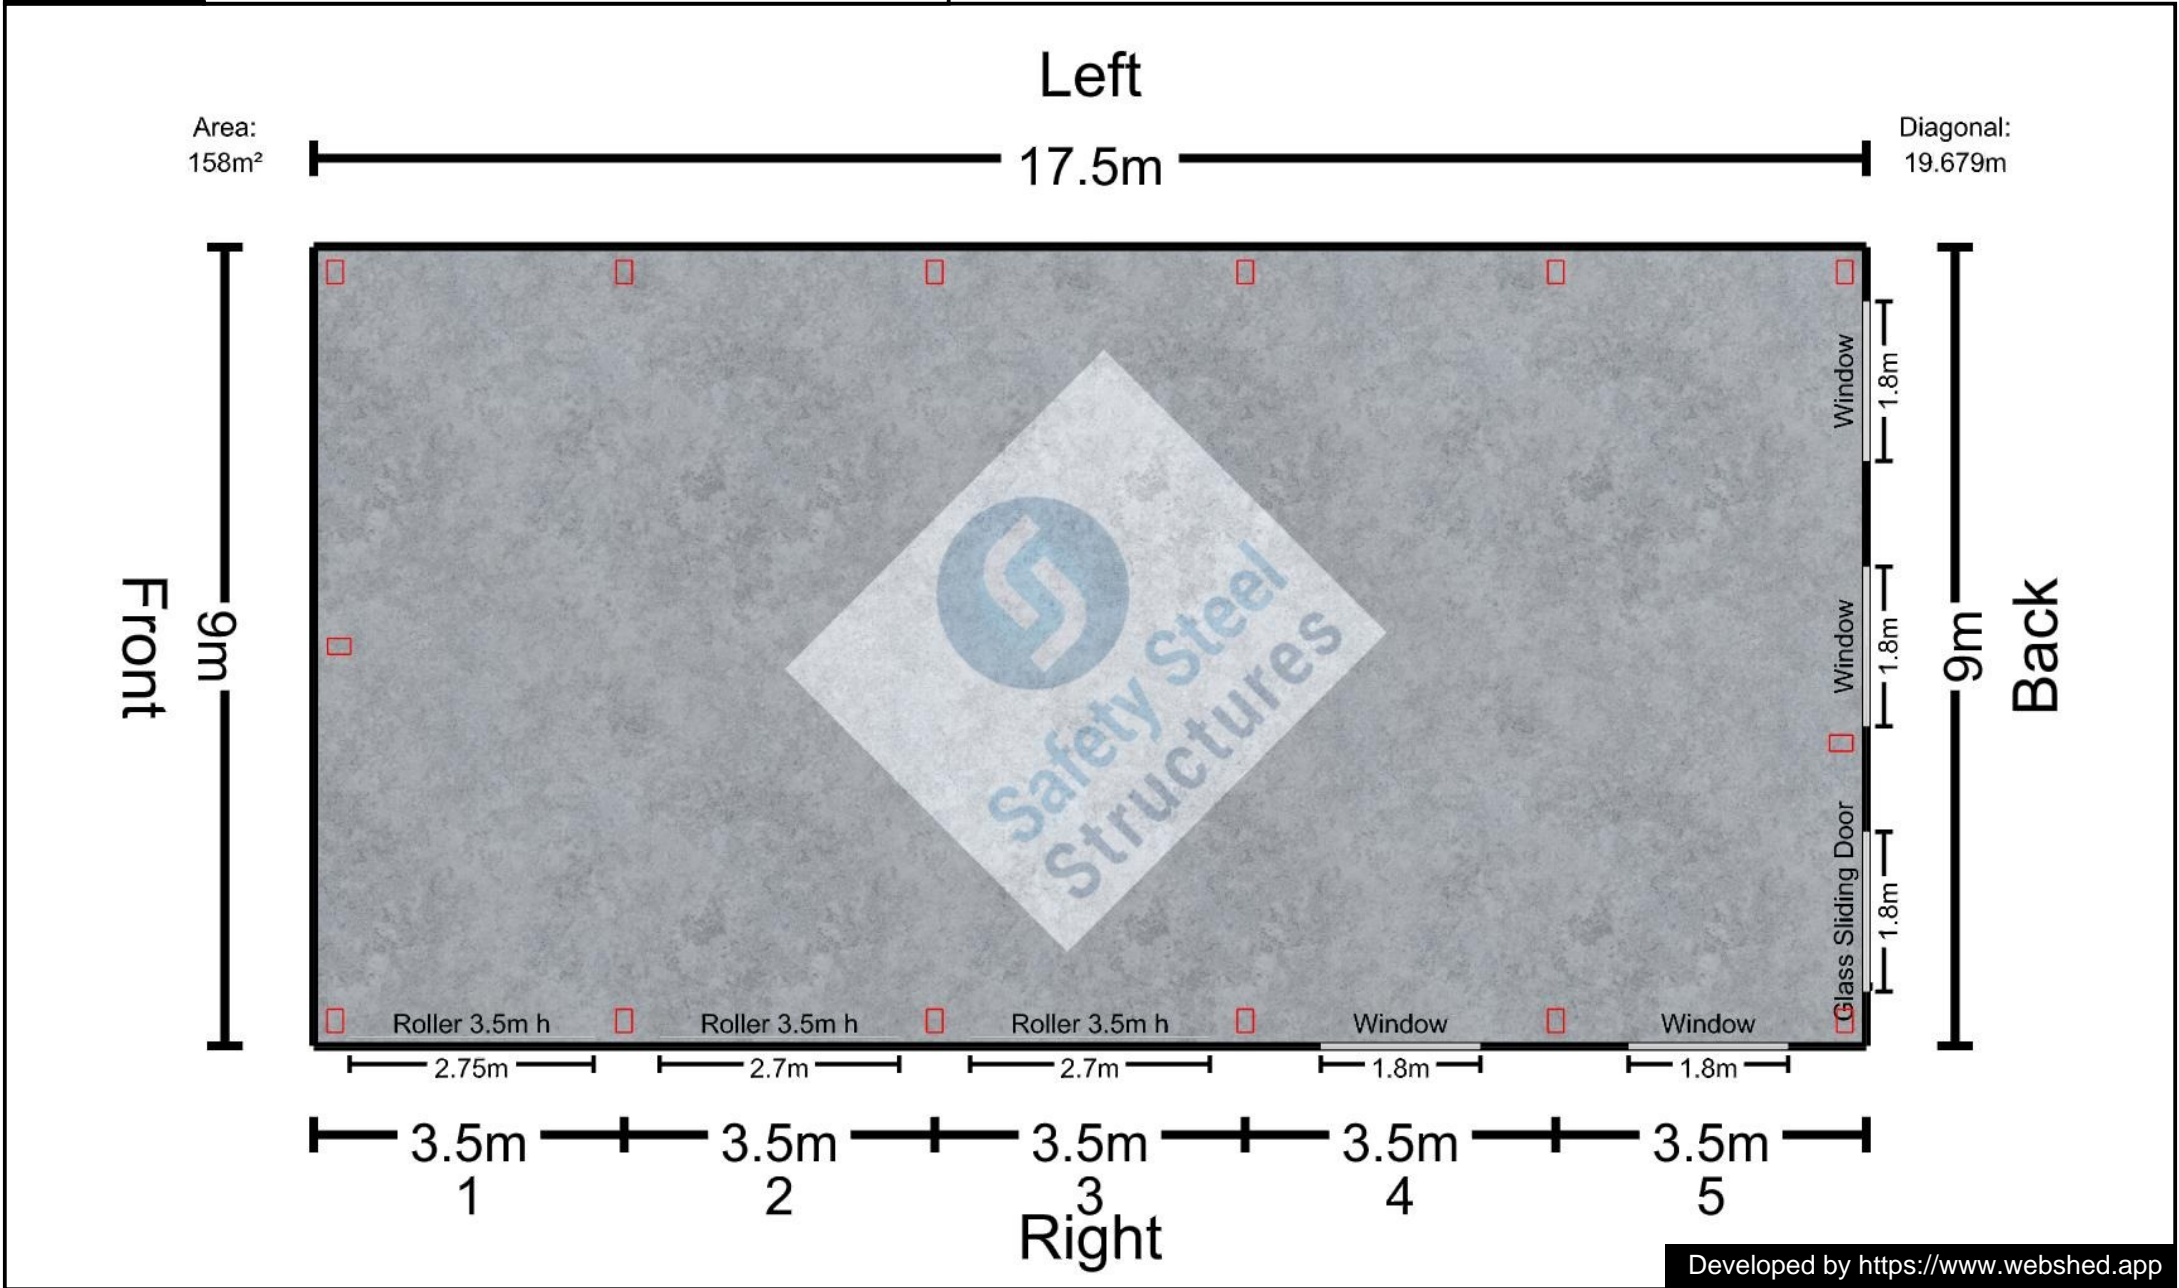 Left
Area:
158m²
17.5m
Diagonal:
19.679m
Front
9m
Safety Steel
Structures
Window
1.8m
Window
1.8m
Glass Sliding Door
1.8m
9m
Back
Roller 3.5m h
Roller 3.5m h
Roller 3.5m h
Window
Window
2.75m
2.7m
2.7m
1.8m
1.8m
3.5m
3.5m
3.5m
3.5m
3.5m
1
2
3
4
5
Right
Developed by https://www.webshed.app